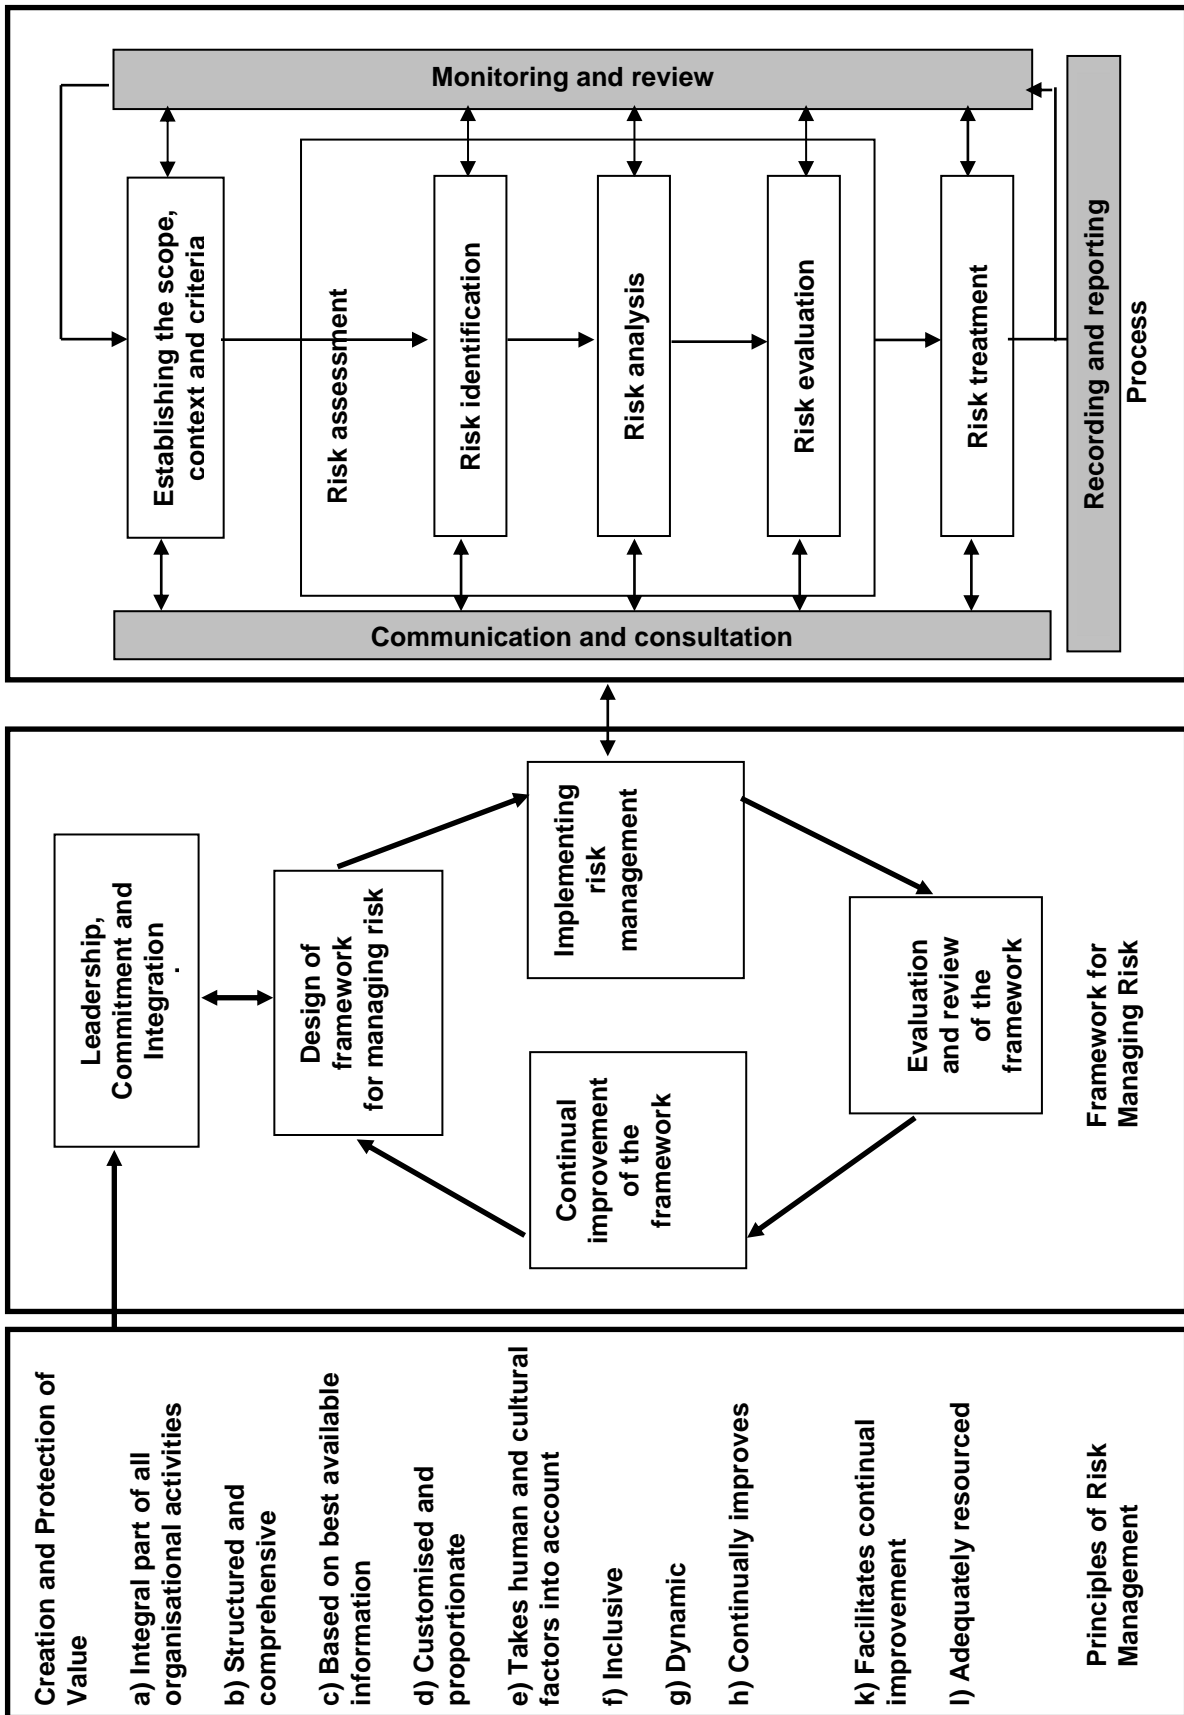 Creation and Protection of
Value
a) Integral part of all
organisational activities
b) Structured and
comprehensive
c) Based on best available
information
d) Customised and
proportionate
e) Takes human and cultural
factors into account
f) Inclusive
g) Dynamic
h) Continually improves
k) Facilitates continual
improvement
l) Adequately resourced
Principles of Risk
Management
Leadership,
Commitment and
Integration
.
Design of
framework
for managing risk
Continual
improvement
of the
framework
Implementing
risk
management
Evaluation
and review
of the
framework
Framework for
Managing Risk
Communication and consultation
Establishing the scope,
context and criteria
Risk assessment
Risk identification
Risk analysis
Risk evaluation
Risk treatment
Monitoring and review
Recording and reporting
Process